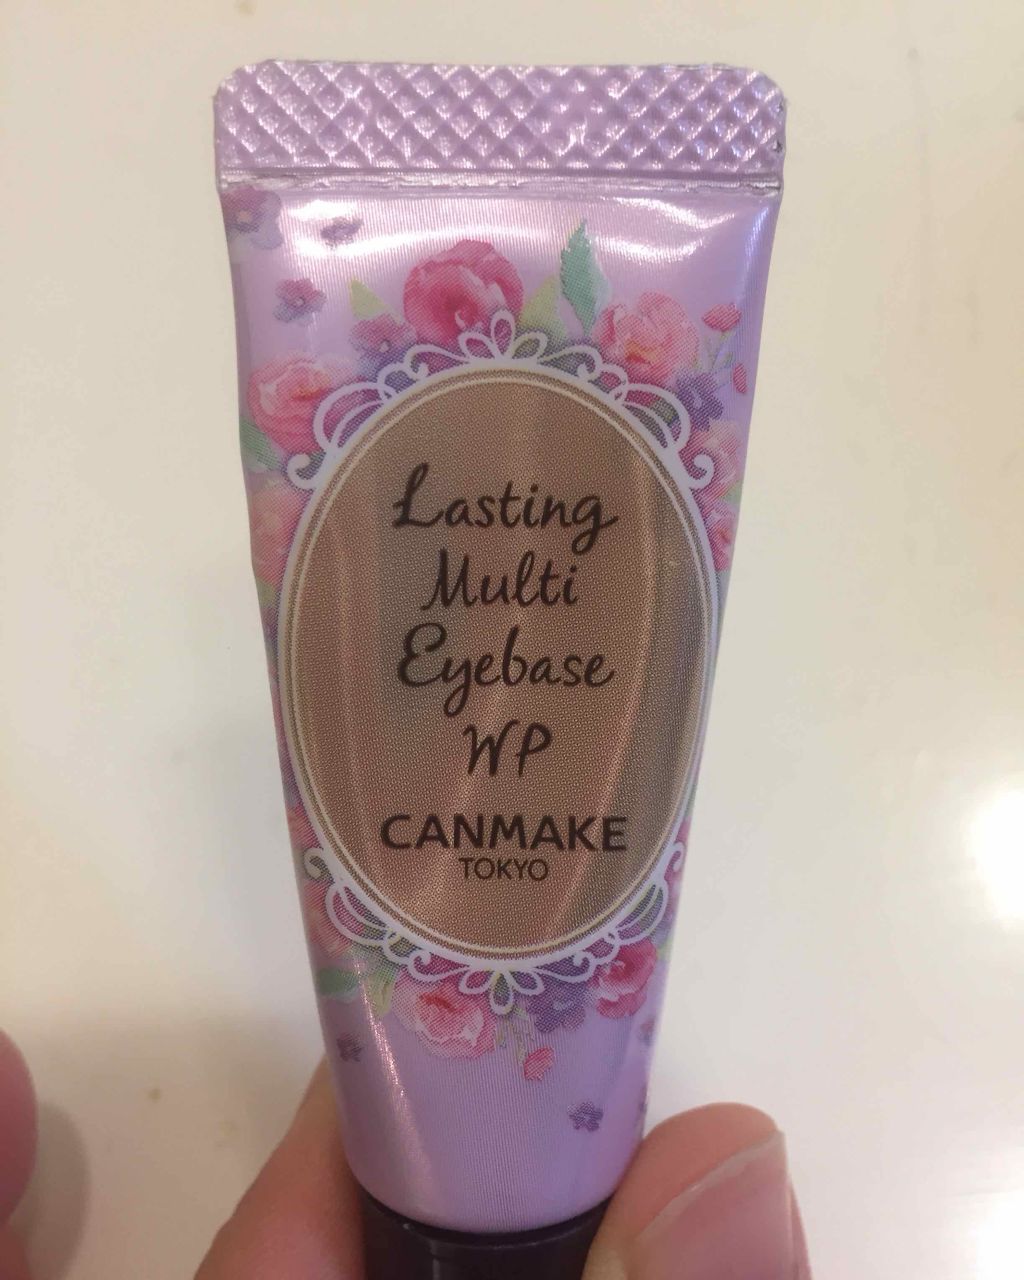 Lasting
Multi
Eyebase
WP
CANMAKE
TOKYO